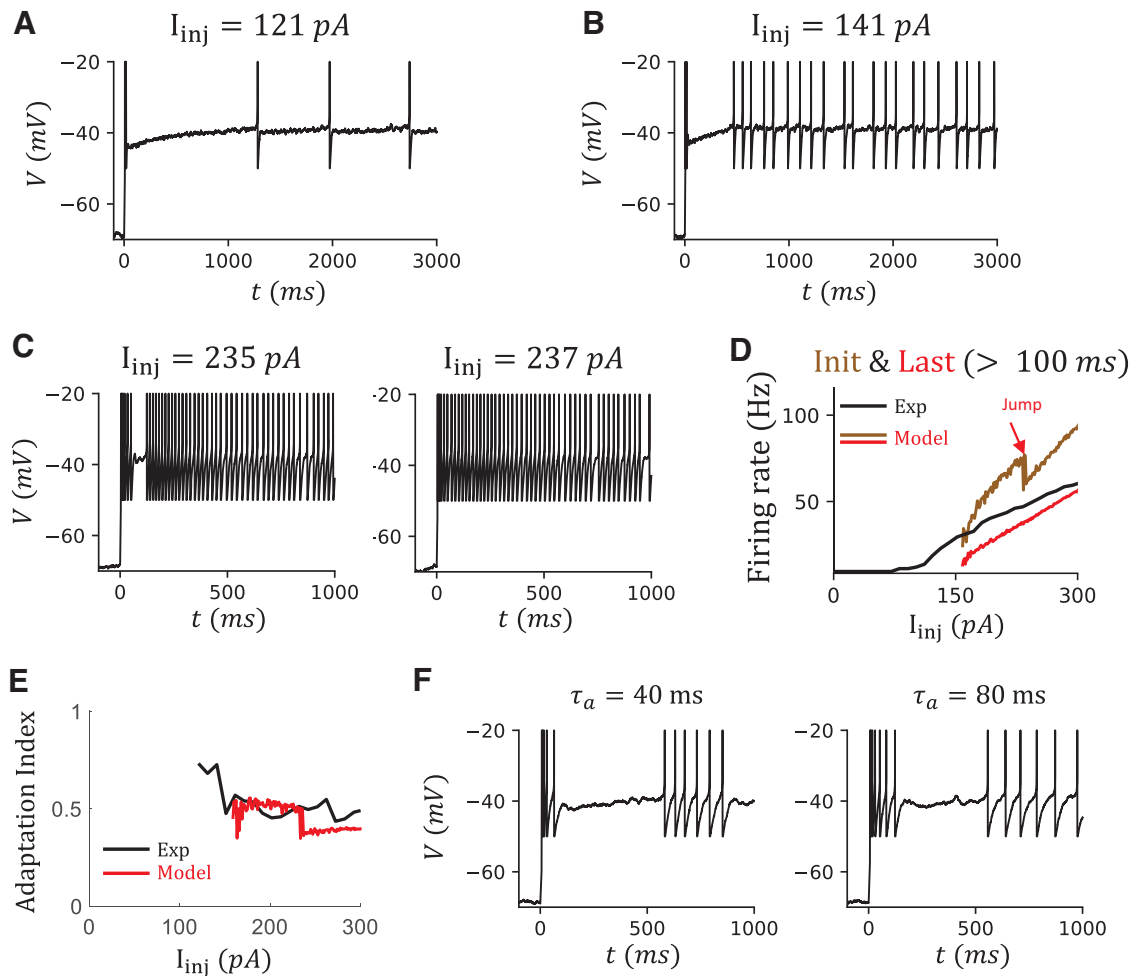 A
I_inj = 121 pA
−20
−40
−60
V (mV)
0 1000 2000 3000
t (ms)
B
I_inj = 141 pA
−20
−40
−60
V (mV)
0 1000 2000 3000
t (ms)
C
I_inj = 235 pA
−20
−40
−60
V (mV)
0 500 1000
t (ms)
I_inj = 237 pA
-20
-40
-60
0 500 1000
t (ms)
D
Init & Last (> 100 ms)
Exp
Model
Jump
100
50
Firing rate (Hz)
0 150 300
I_inj (pA)
E
1
0.5
0
Adaptation Index
Exp
Model
0 100 200 300
I_inj (pA)
F
τ_a = 40 ms
−20
−40
−60
V (mV)
0 500 1000
t (ms)
τ_a = 80 ms
−20
−40
−60
0 500 1000
t (ms)